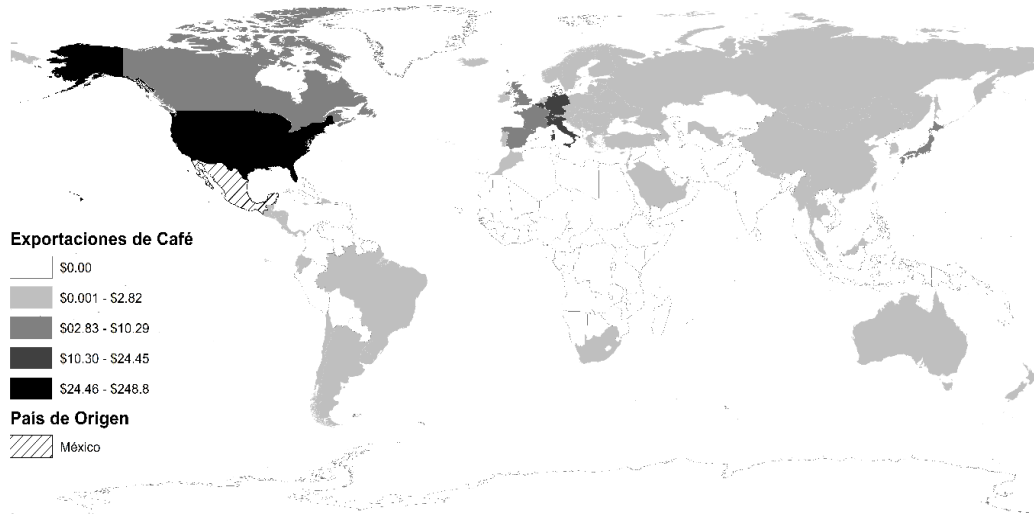 Exportaciones de Café
$0.00
$0.001 - $2.82
$02.83 - $10.29
$10.30 - $24.45
$24.46 - $248.8
País de Origen
México